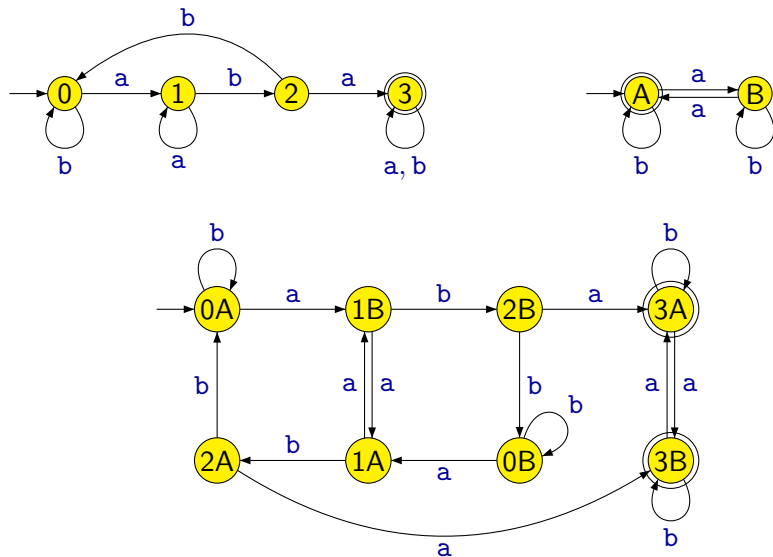 b
0 a 1 b 2 a 3
b a a, b
A a B
a
b b
b b
0A a 1B b 2B a 3A
b a a b b a a
2A b 1A a 0B 3B
a b